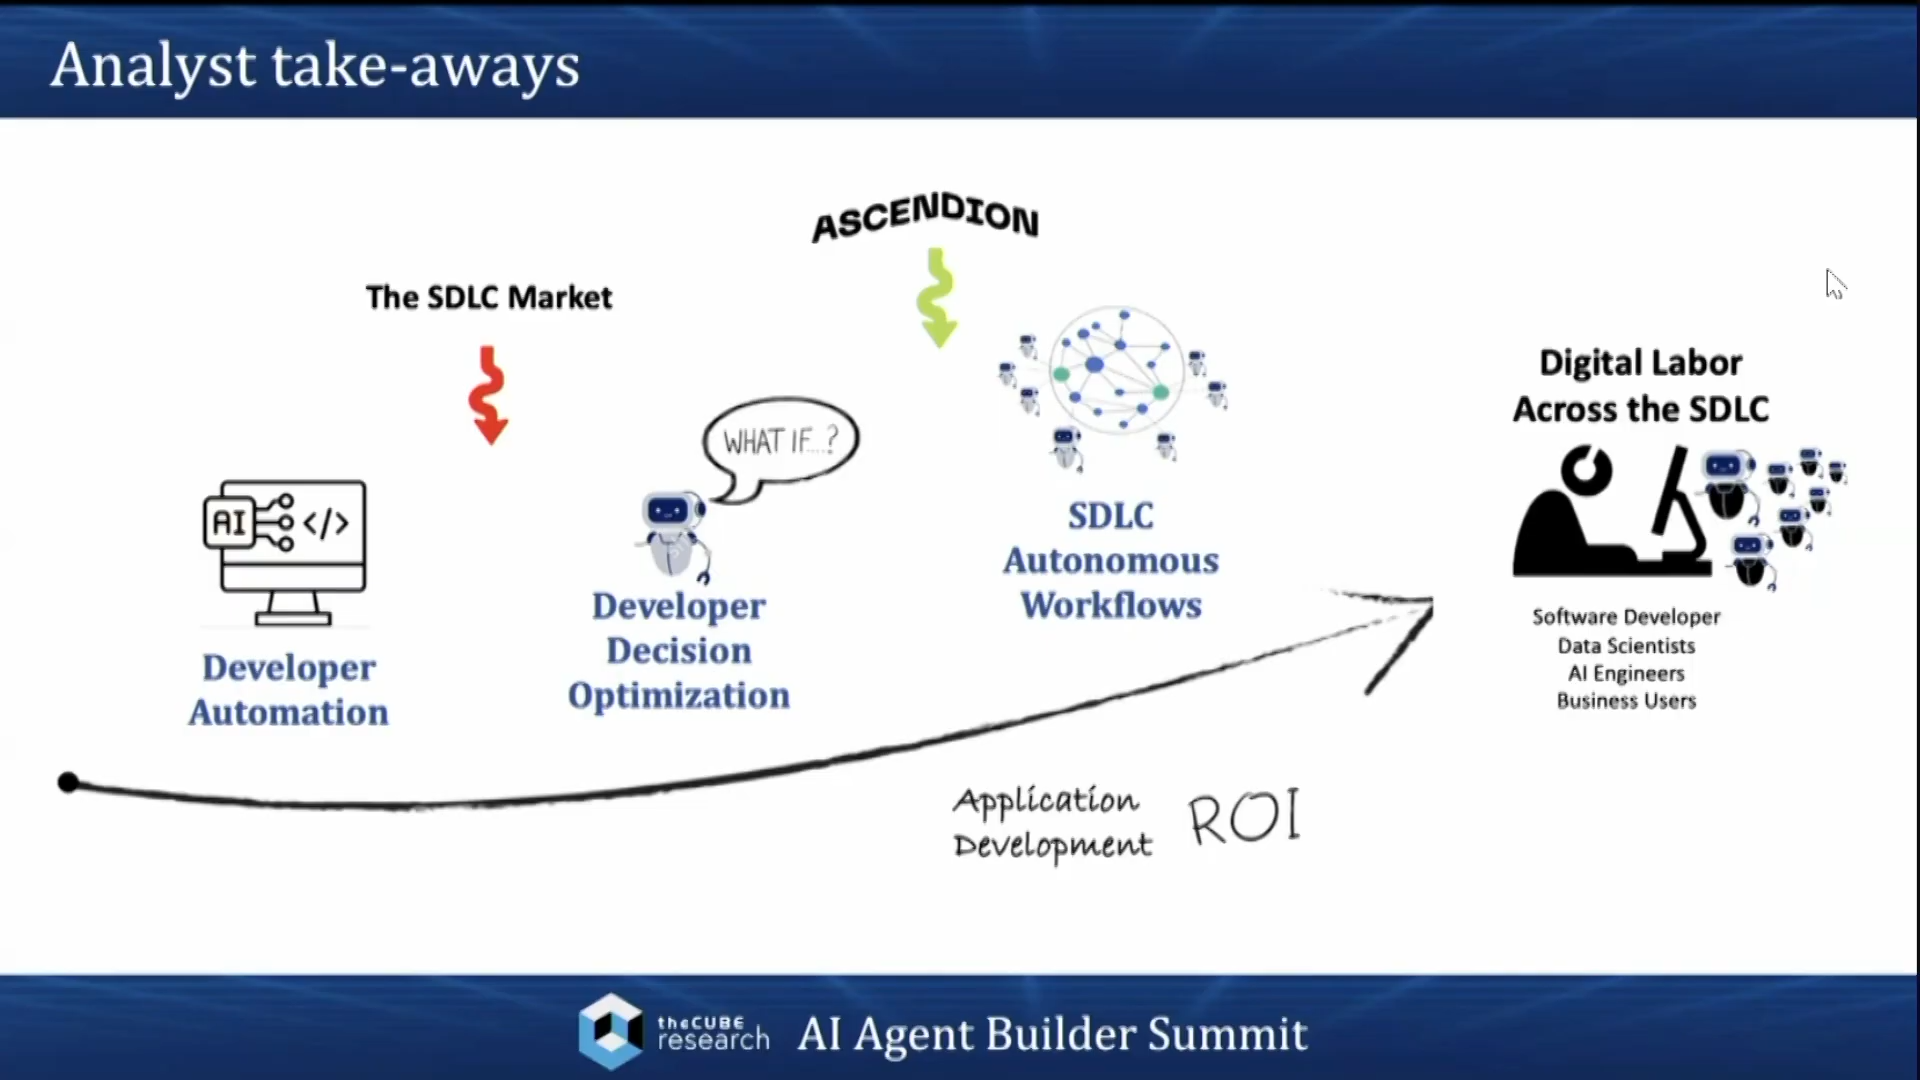 Analyst take-aways
ASCENDION
The SDLC Market
WHAT IF...?
AI </>
Developer
Automation
Developer
Decision
Optimization
SDLC
Autonomous
Workflows
Digital Labor
Across the SDLC
Software Developer
Data Scientists
AI Engineers
Business Users
Application
Development
ROI
theCUBE
research
AI Agent Builder Summit